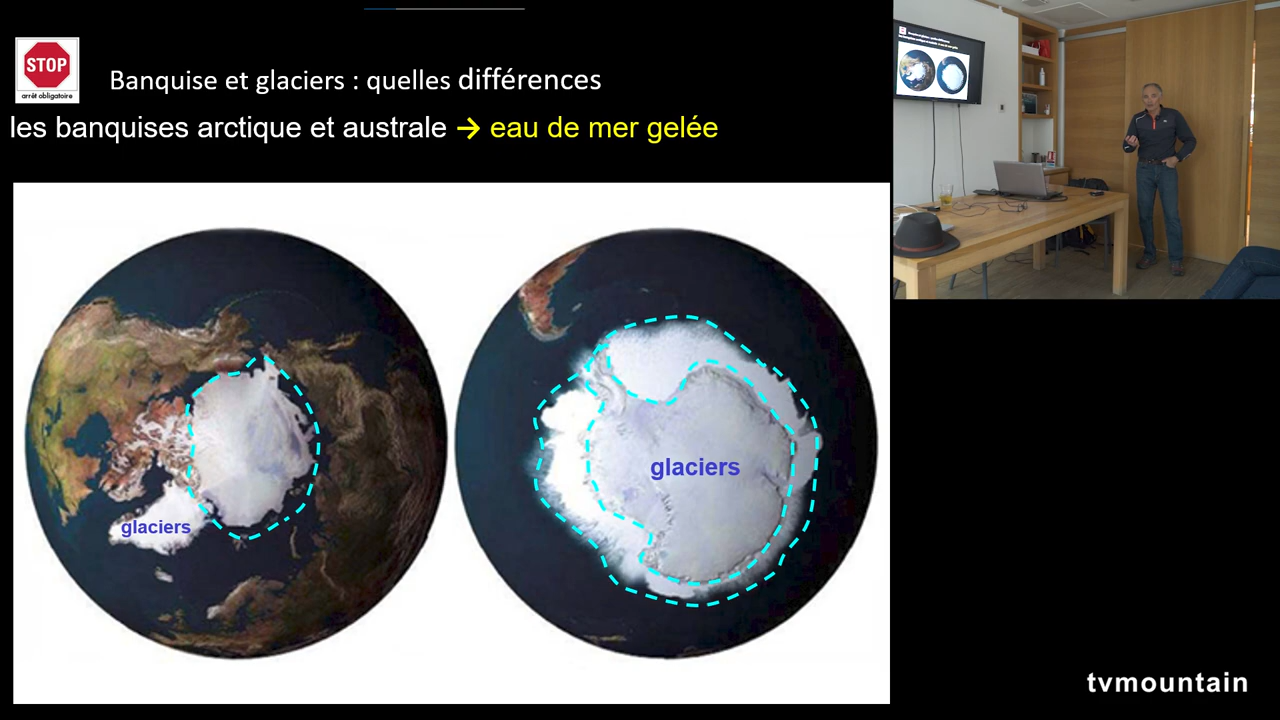 STOP
arrêt obligatoire
Banquise et glaciers : quelles différences
les banquises arctique et australe → eau de mer gelée
glaciers
glaciers
tvmountain